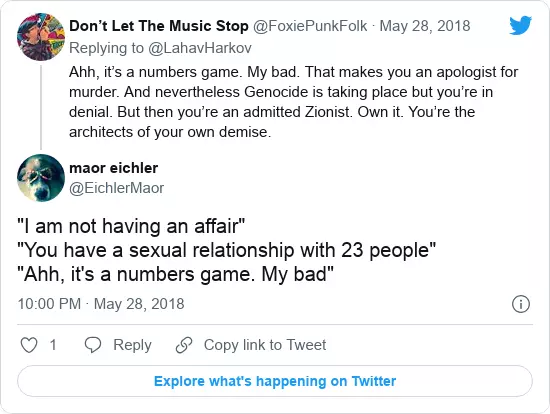 Don’t Let The Music Stop @FoxiePunkFolk · May 28, 2018
Replying to @LahavHarkov
Ahh, it’s a numbers game. My bad. That makes you an apologist for
murder. And nevertheless Genocide is taking place but you’re in
denial. But then you’re an admitted Zionist. Own it. You’re the
architects of your own demise.
maor eichler
@EichlerMaor
"I am not having an affair"
"You have a sexual relationship with 23 people"
"Ahh, it's a numbers game. My bad"
10:00 PM · May 28, 2018
1 Reply Copy link to Tweet
Explore what's happening on Twitter